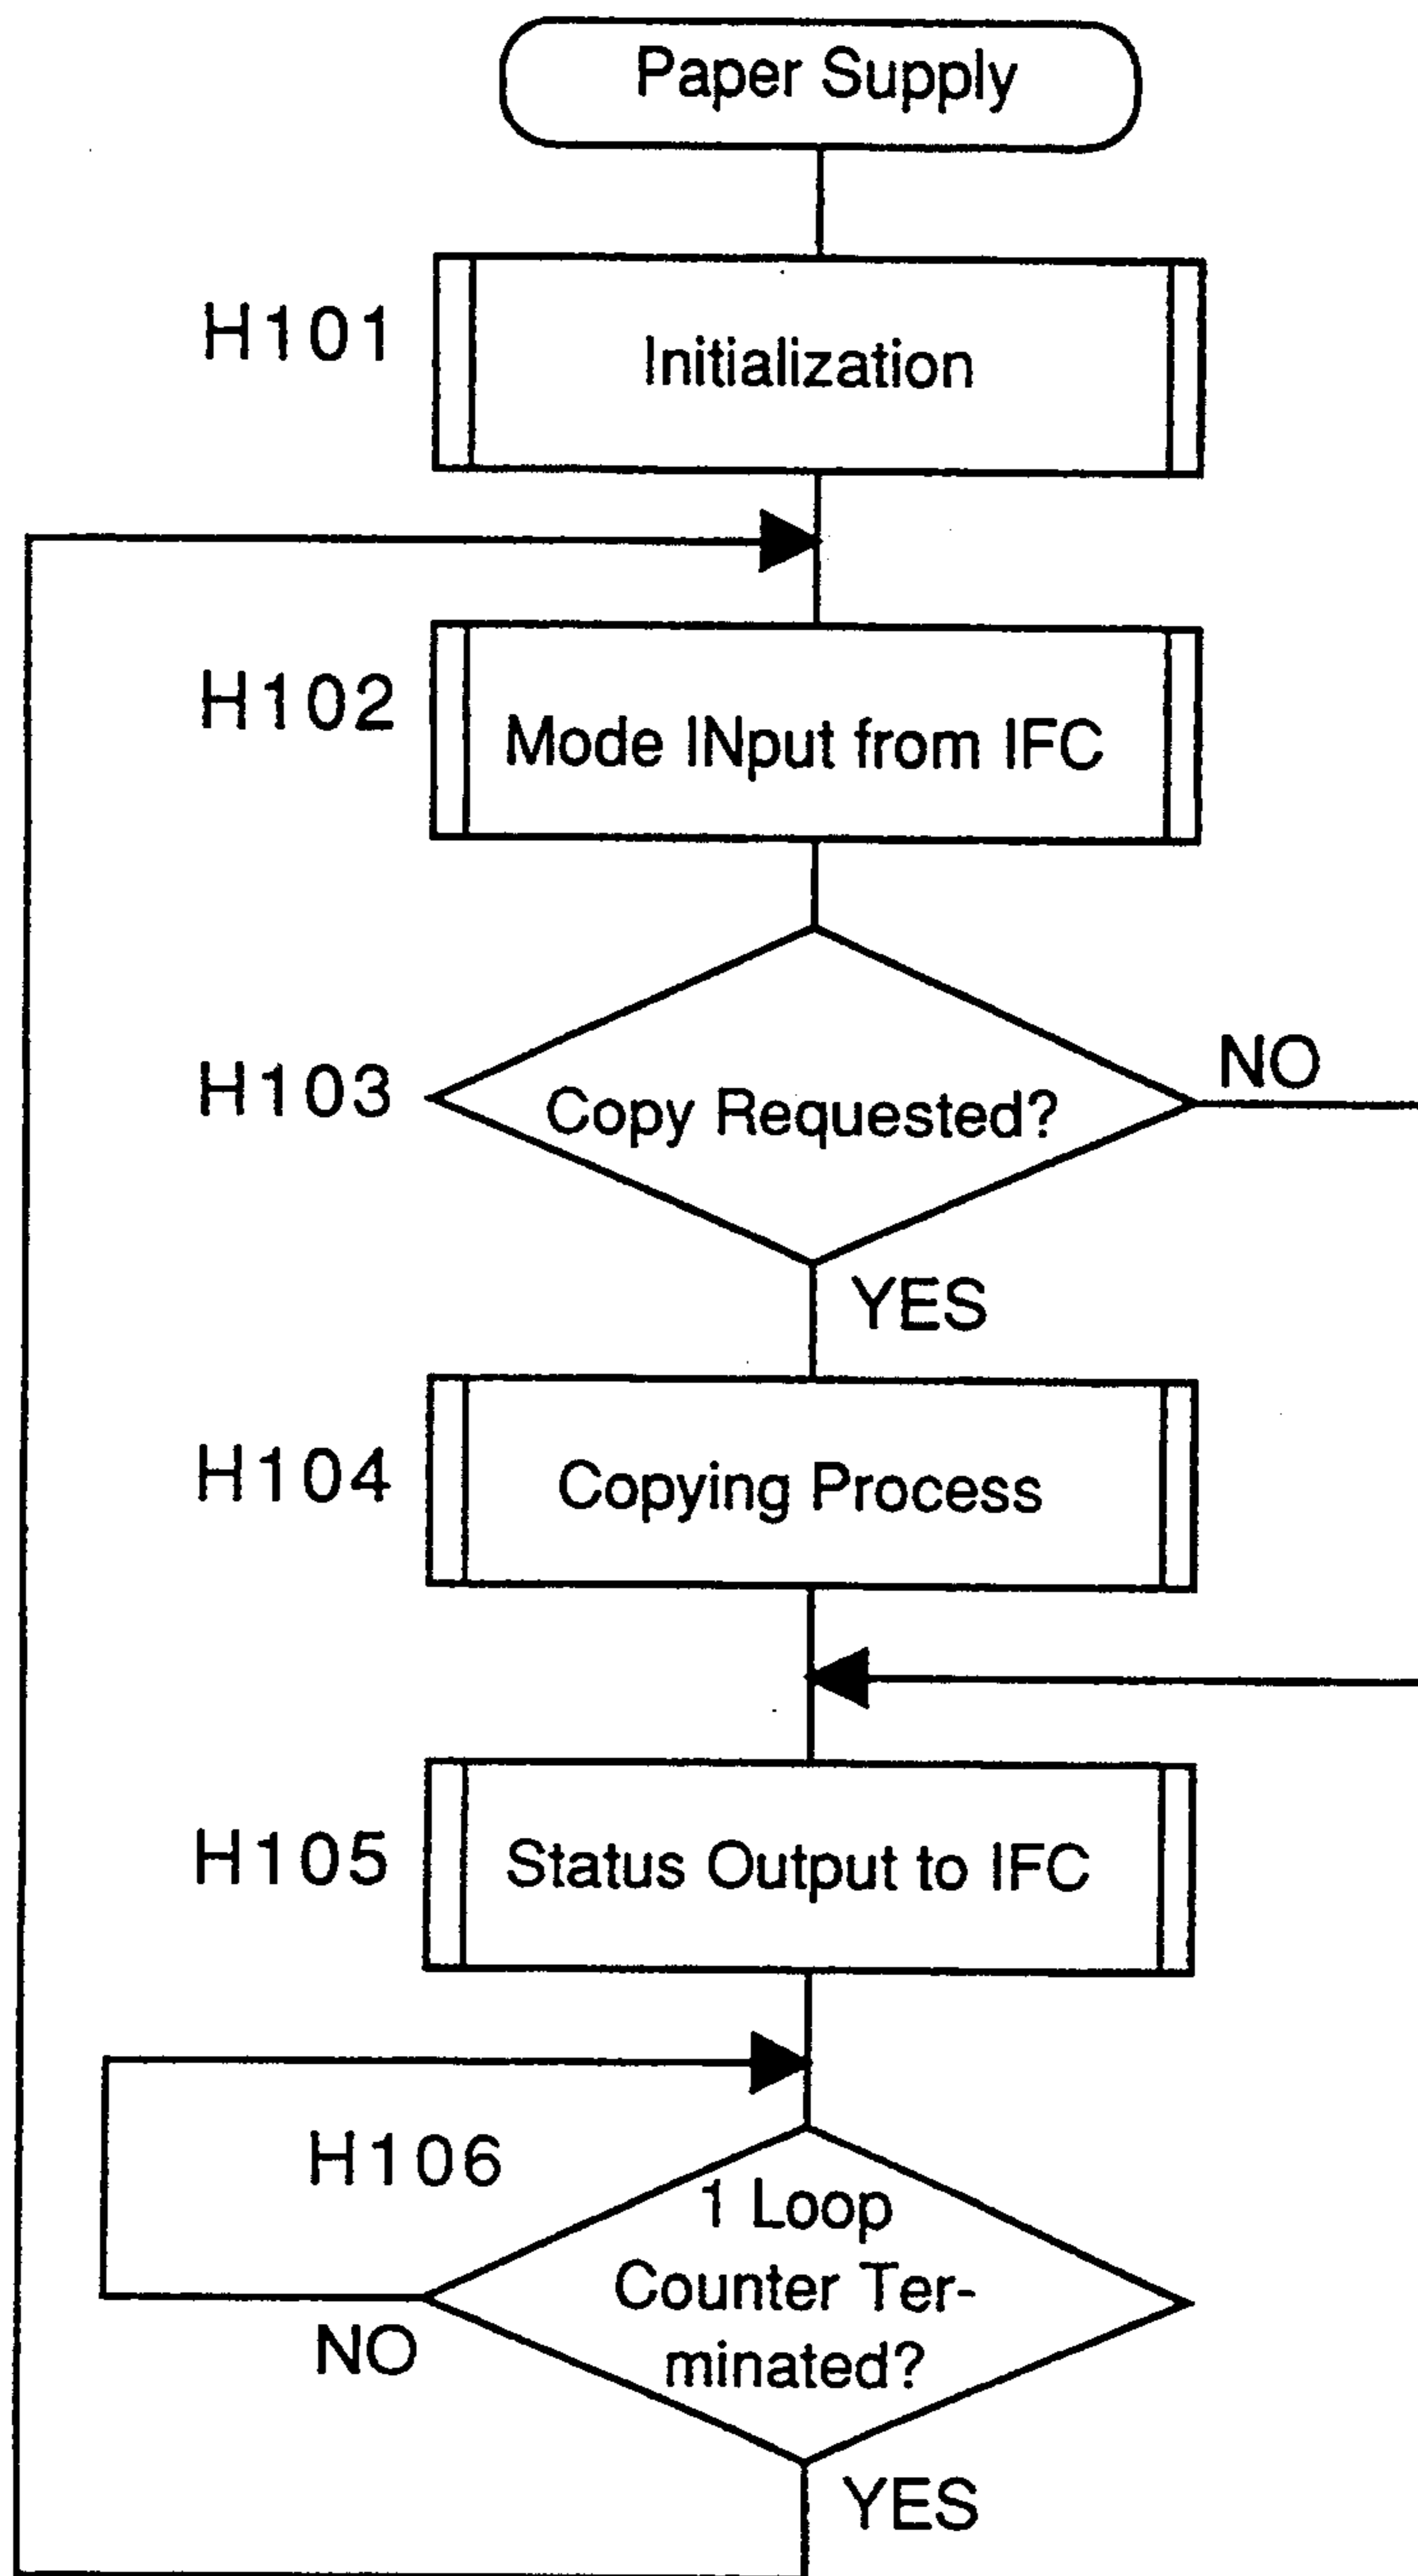 Paper Supply
H101
Initialization
H102
Mode INput from IFC
H103
Copy Requested?
NO
YES
H104
Copying Process
H105
Status Output to IFC
H106
1 Loop
Counter Ter-
minated?
NO
YES